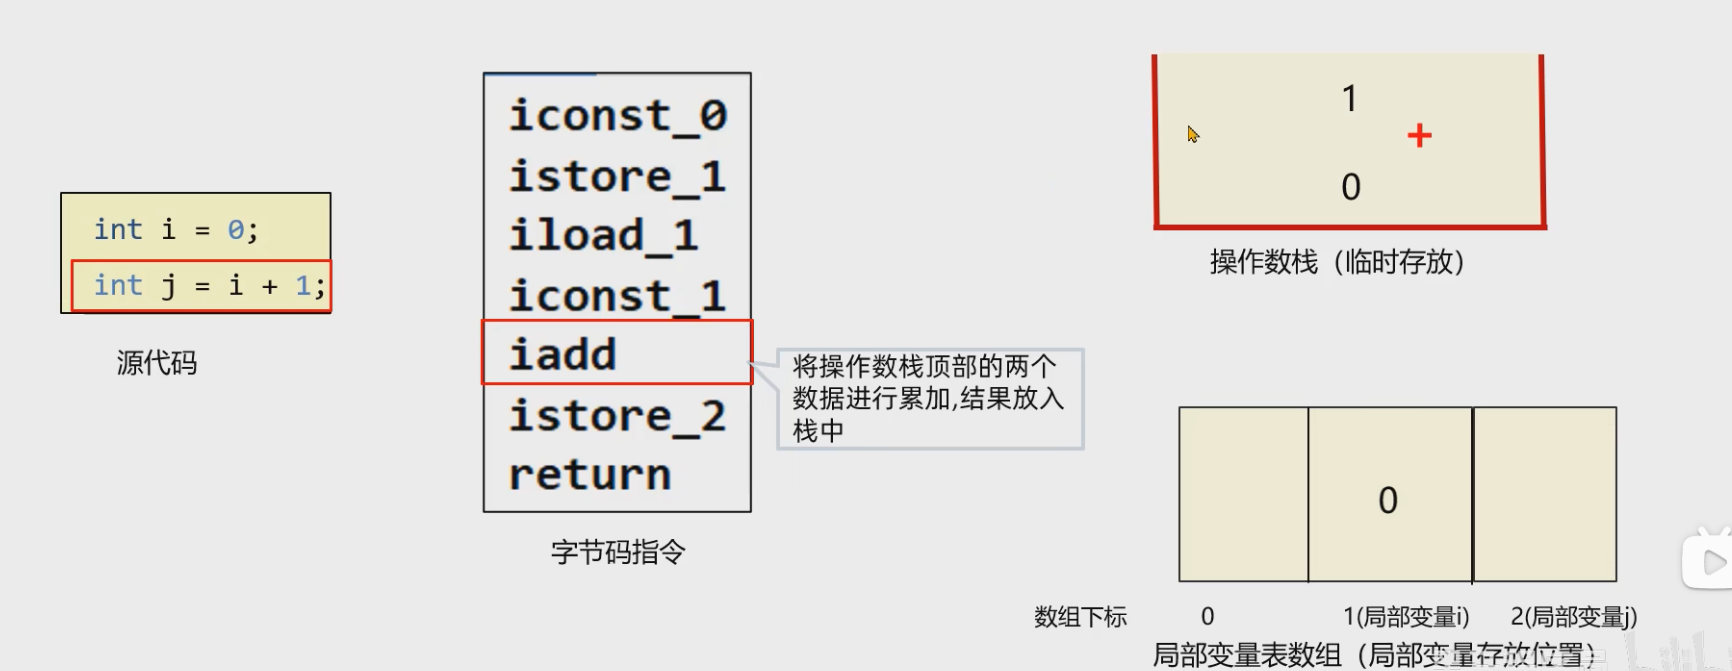 int i = 0;
int j = i + 1;
源代码
iconst_0
istore_1
iload_1
iconst_1
iadd
istore_2
return
字节码指令
将操作数栈顶部的两个
数据进行累加,结果放入
栈中
1
+
0
操作数栈（临时存放）
0
数组下标 0 1(局部变量i) 2(局部变量j)
局部变量表数组（局部变量存放位置）